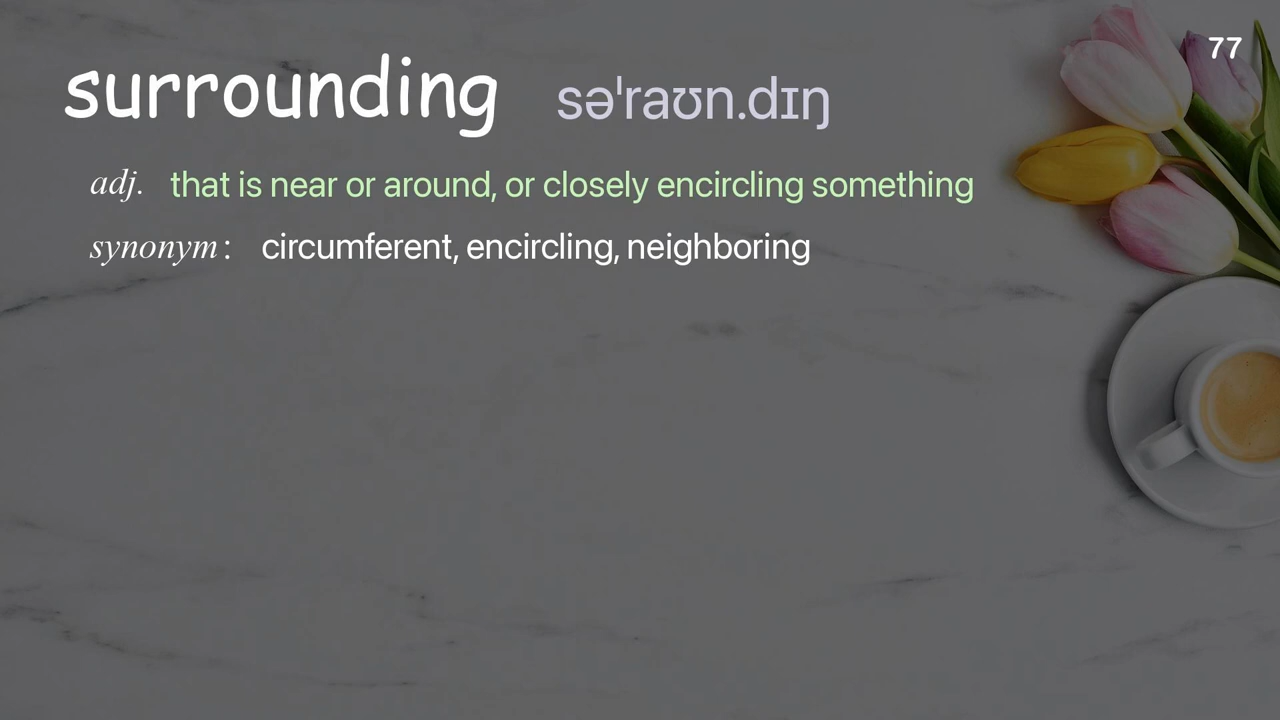 77
surrounding səˈraʊn.dɪŋ
adj. that is near or around, or closely encircling something
synonym : circumferent, encircling, neighboring